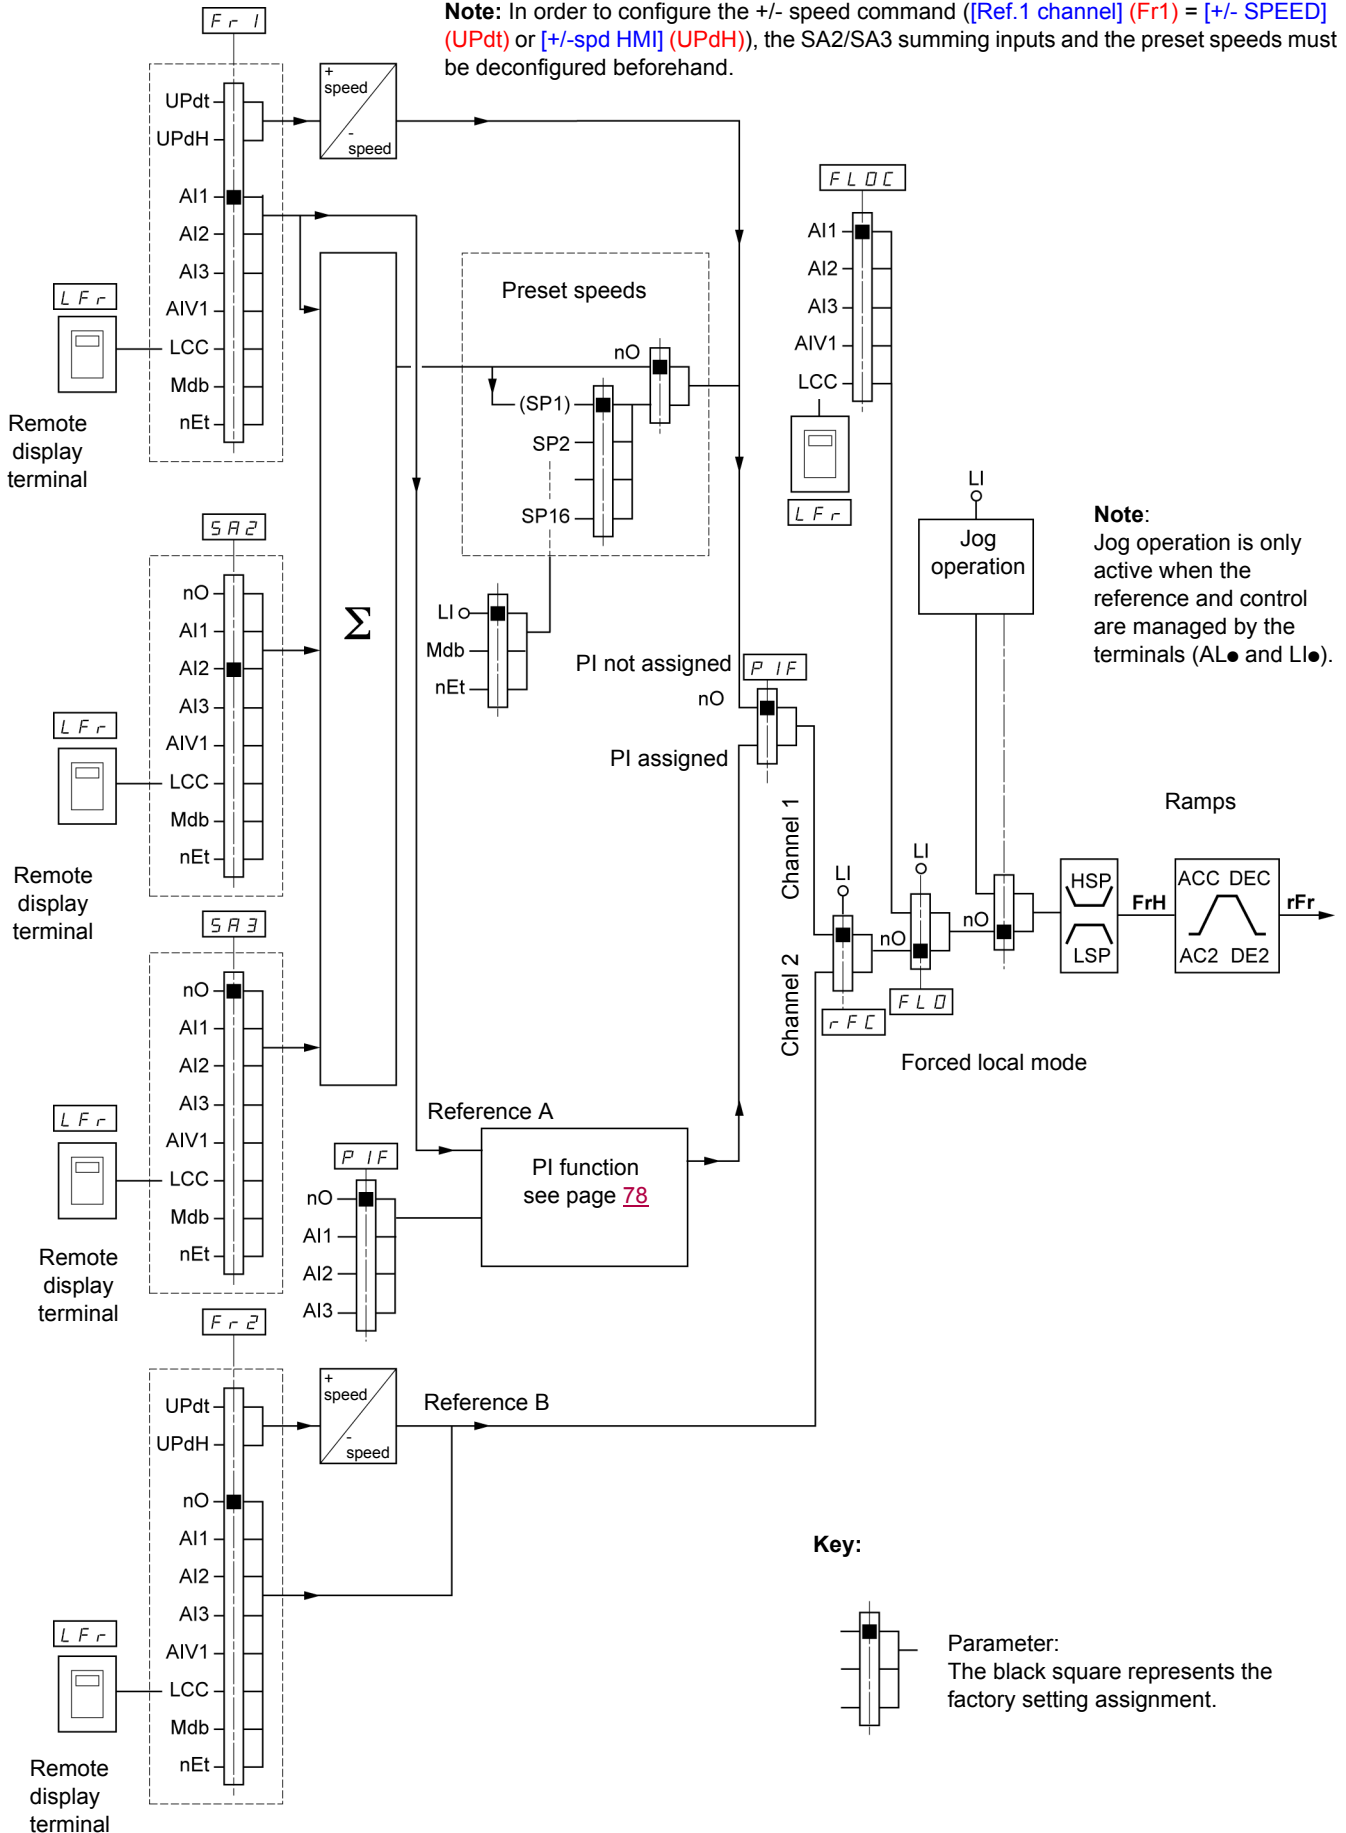 Note: In order to configure the +/- speed command ([Ref.1 channel] (Fr1) = [+/- SPEED]
(UPdt) or [+/-spd HMI] (UPdH)), the SA2/SA3 summing inputs and the preset speeds must
be deconfigured beforehand.
Fr1
UPdt
UPdH
AI1
AI2
AI3
AIV1
LCC
Mdb
nEt
LFr
Remote
display
terminal
+
speed
-
speed
SA2
nO
AI1
AI2
AI3
AIV1
LCC
Mdb
nEt
LFr
Remote
display
terminal
SA3
nO
AI1
AI2
AI3
AIV1
LCC
Mdb
nEt
LFr
Remote
display
terminal
Σ
Preset speeds
nO
(SP1)
SP2
SP16
LI
Mdb
nEt
PI not assigned
PIF
nO
PI assigned
Reference A
PIF
nO
AI1
AI2
AI3
PI function
see page 78
Fr2
UPdt
UPdH
nO
AI1
AI2
AI3
AIV1
LCC
Mdb
nEt
LFr
Remote
display
terminal
+
speed
-
speed
Reference B
FLOC
AI1
AI2
AI3
AIV1
LCC
LFr
LI
Jog
operation
Note:
Jog operation is only
active when the
reference and control
are managed by the
terminals (AL● and LI●).
Channel 1
Channel 2
LI
rFC
nO
LI
FLO
nO
Forced local mode
Ramps
HSP
LSP
FrH
ACC DEC
AC2 DE2
rFr
Key:
Parameter:
The black square represents the
factory setting assignment.